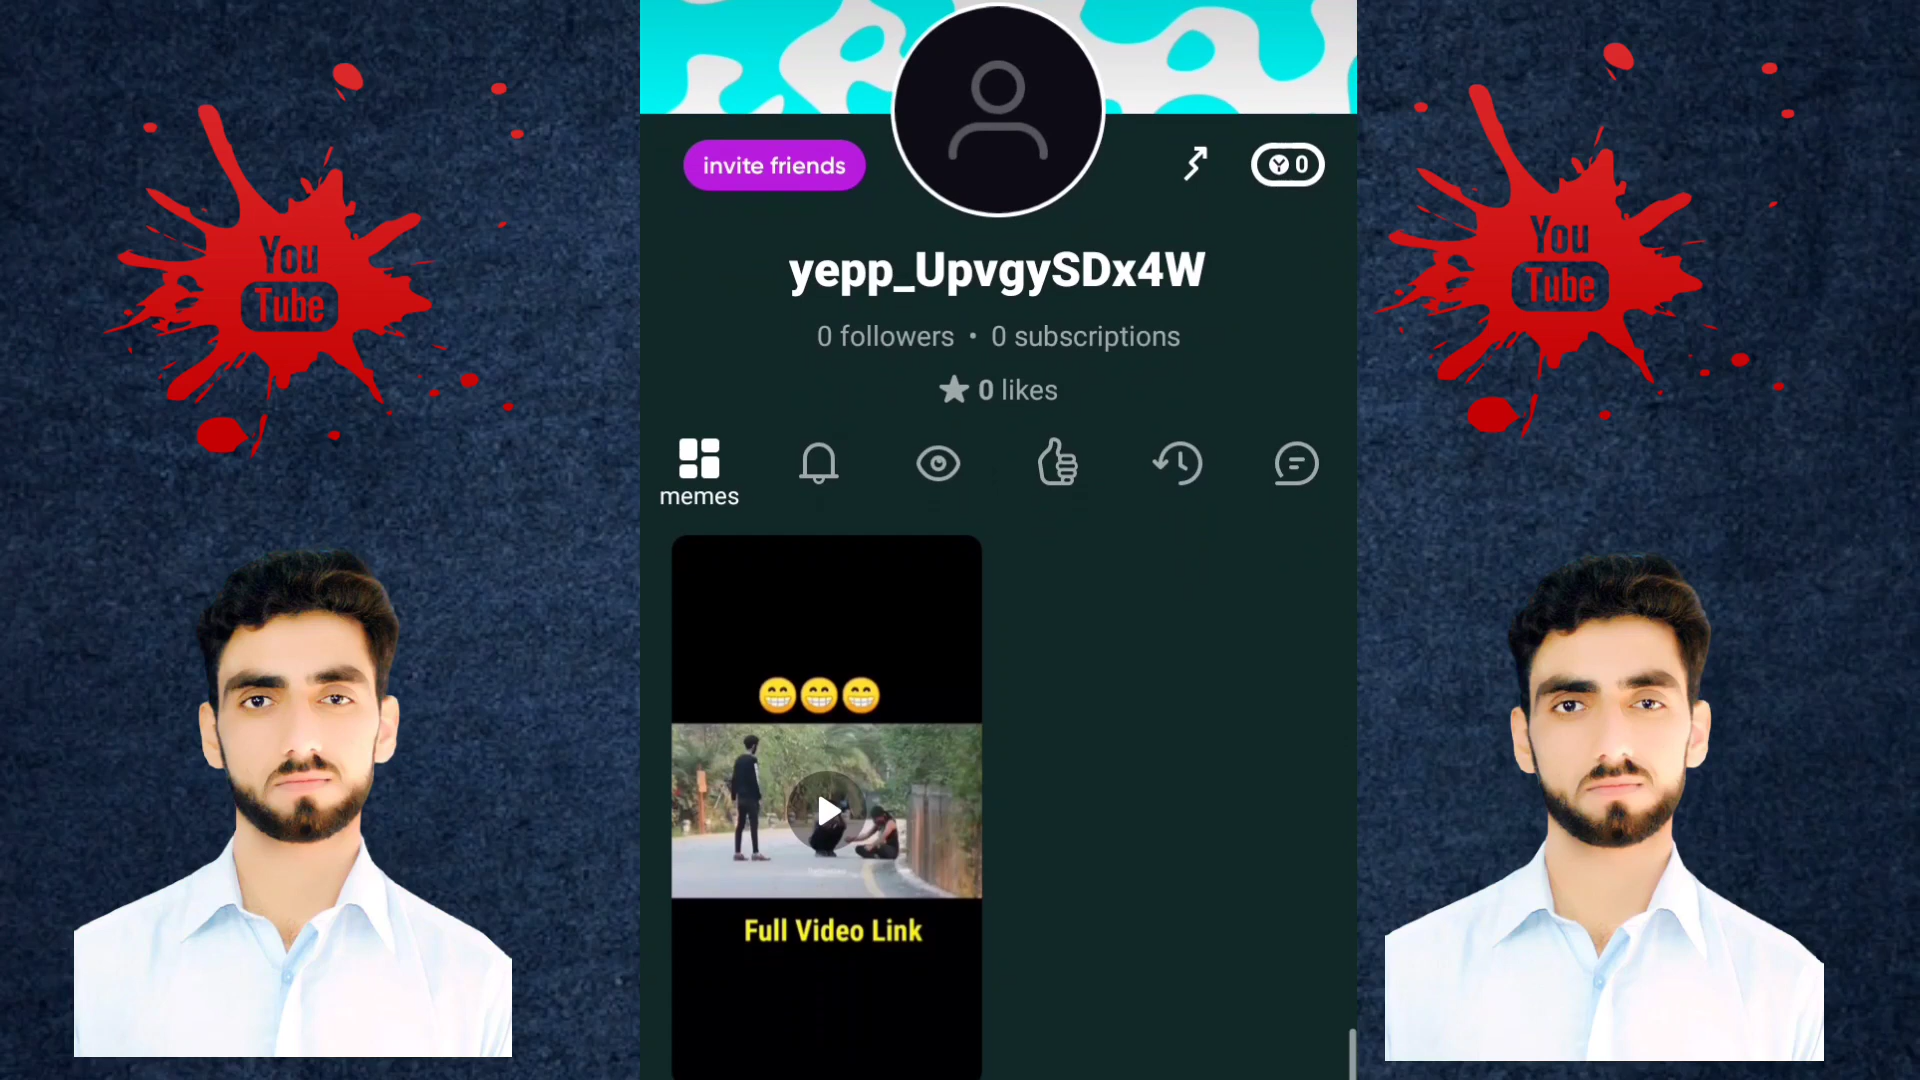 You
Tube
You
Tube
invite friends
0
yepp_UpvgySDx4W
0 followers • 0 subscriptions
0 likes
memes
Full Video Link